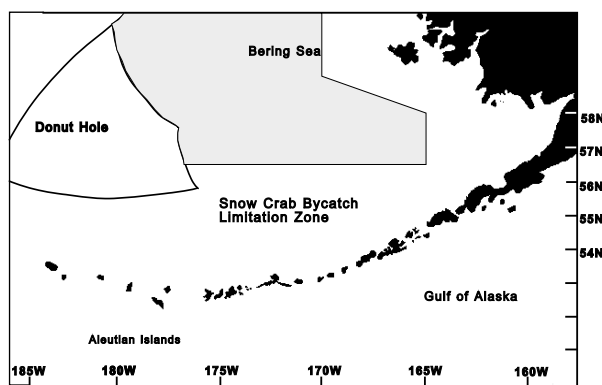 Bering Sea
Donut Hole
58N
57N
56N
Snow Crab Bycatch
Limitation Zone
55N
54N
Gulf of Alaska
Aleutian Islands
185W 180W 175W 170W 165W 160W